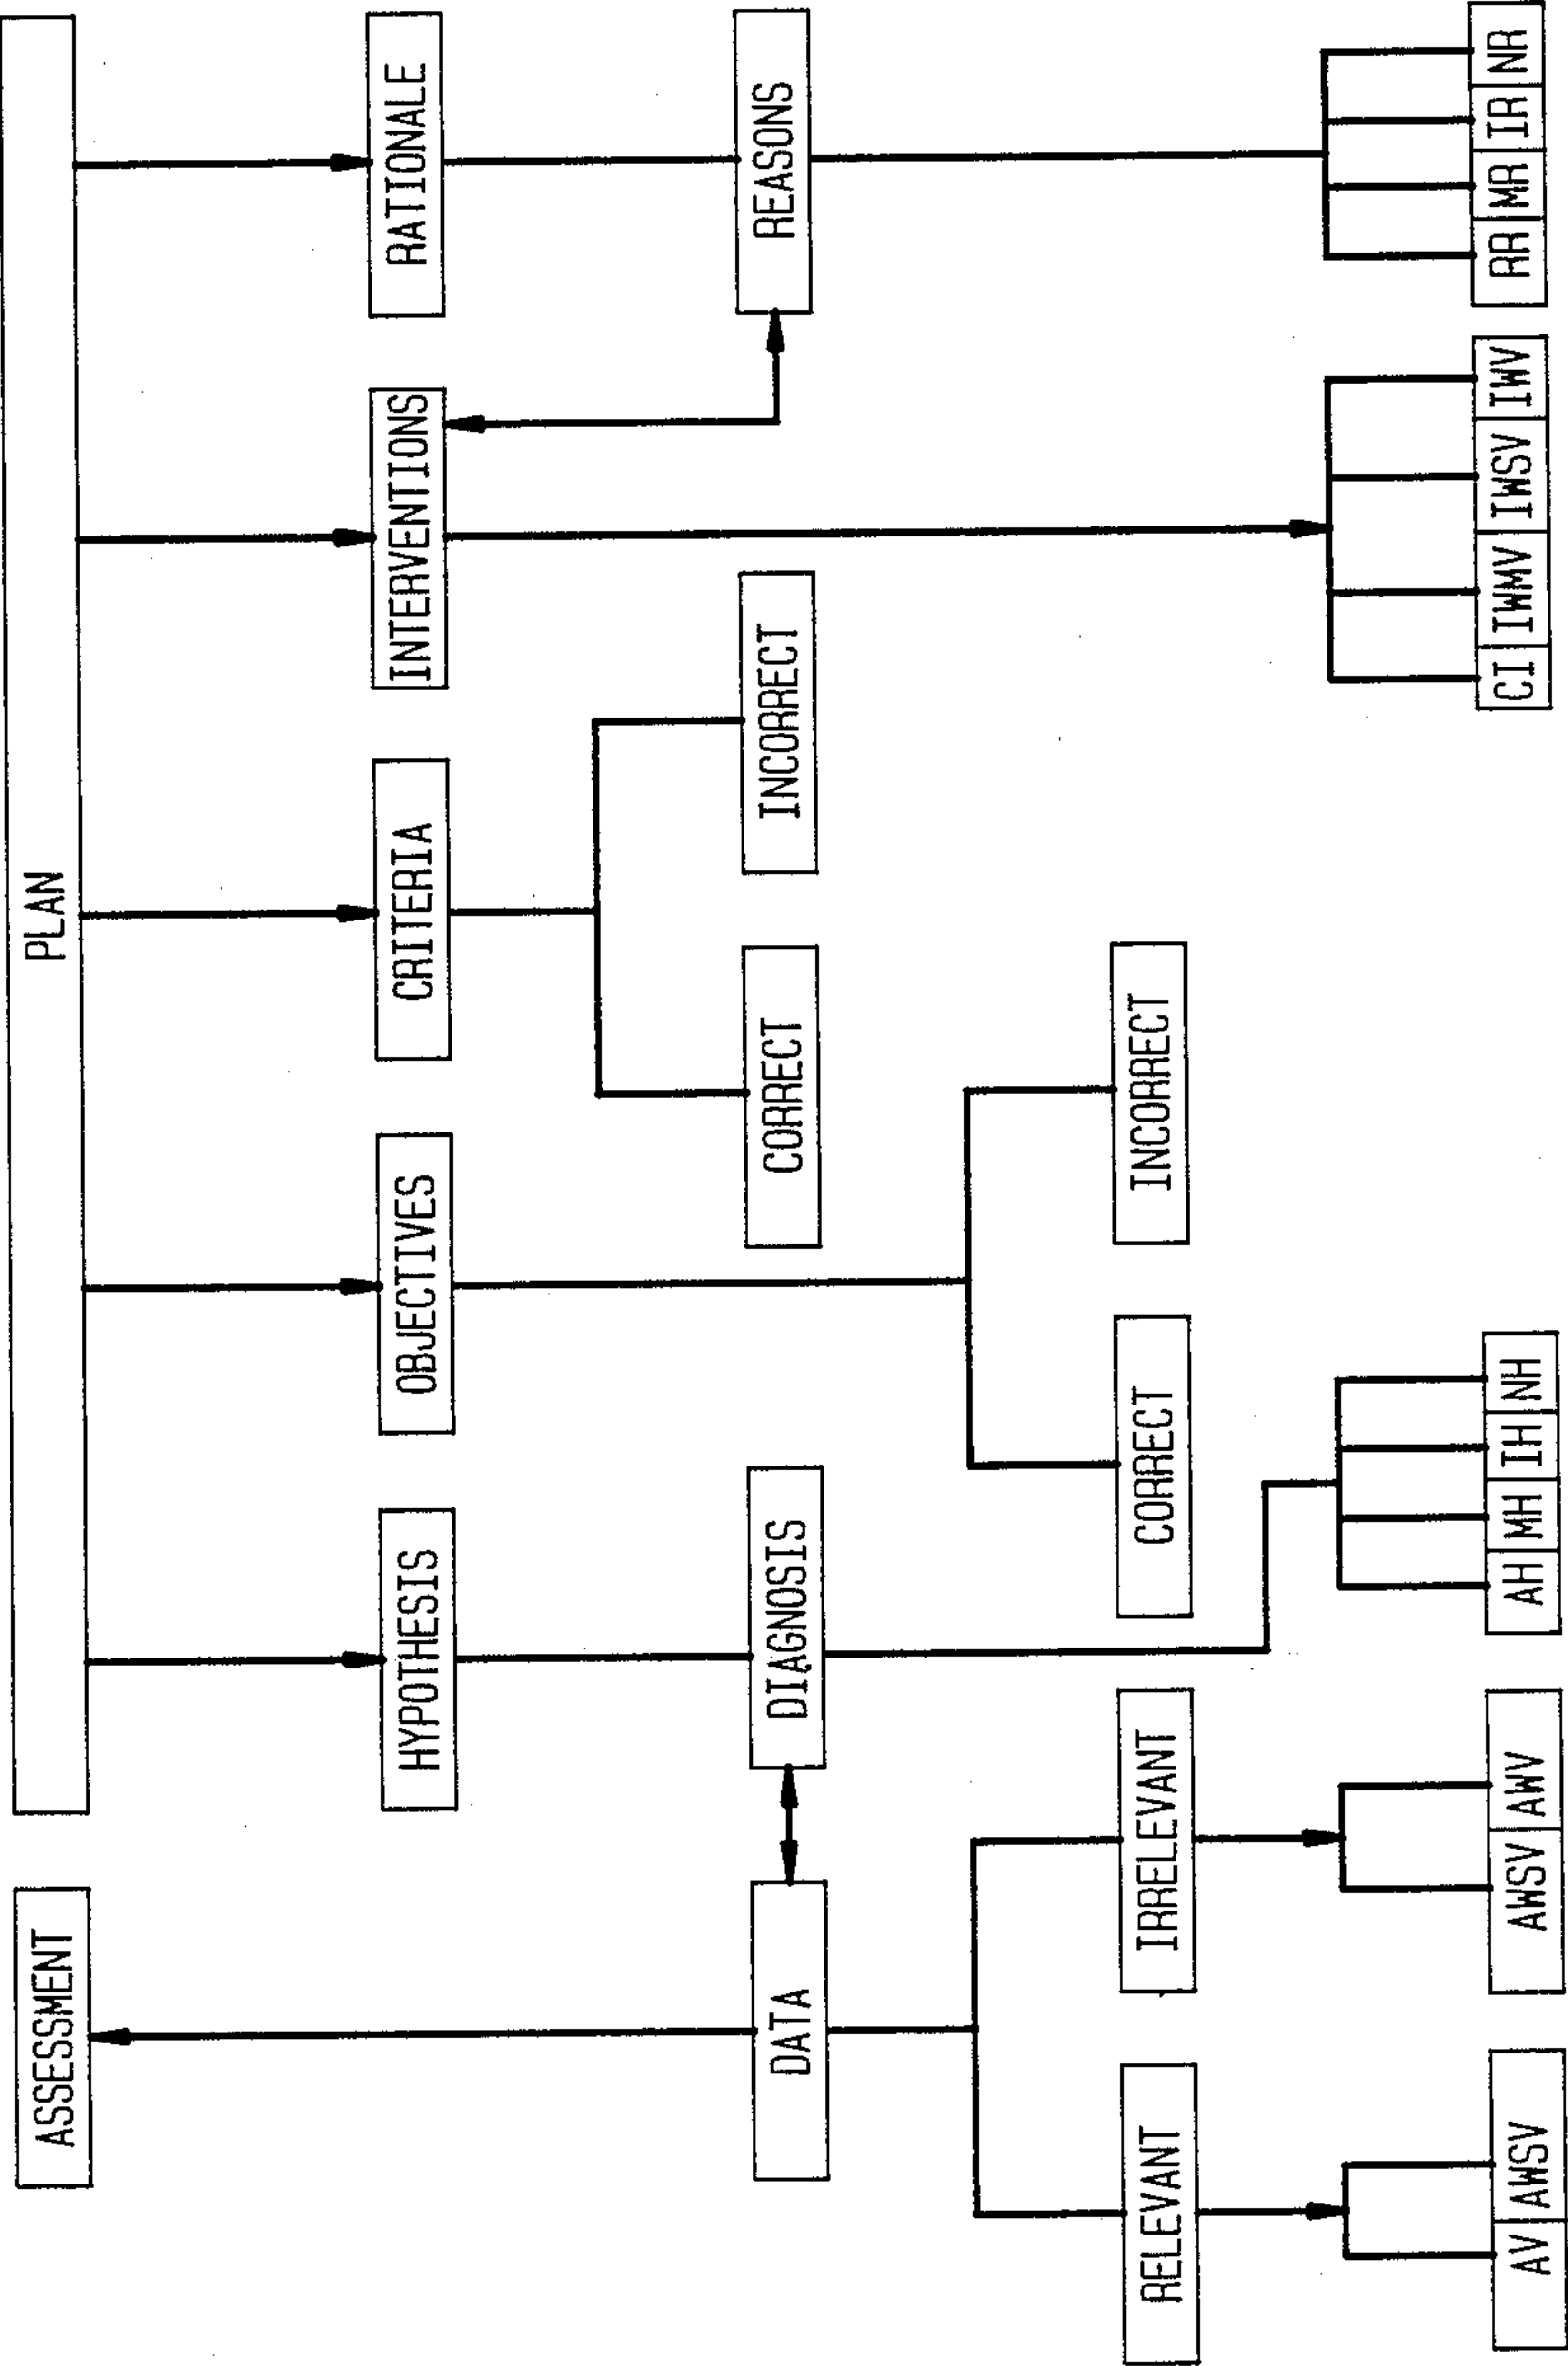 ASSESSMENT
PLAN
HYPOTHESIS
OBJECTIVES
CRITERIA
INTERVENTIONS
RATIONALE
DATA
DIAGNOSIS
CORRECT
INCORRECT
REASONS
RELEVANT
IRRELEVANT
CORRECT
INCORRECT
AV AWSV
AWSV AWV
AH MH IH NH
CI IWMV IWSV IWV
RR MR IR NR